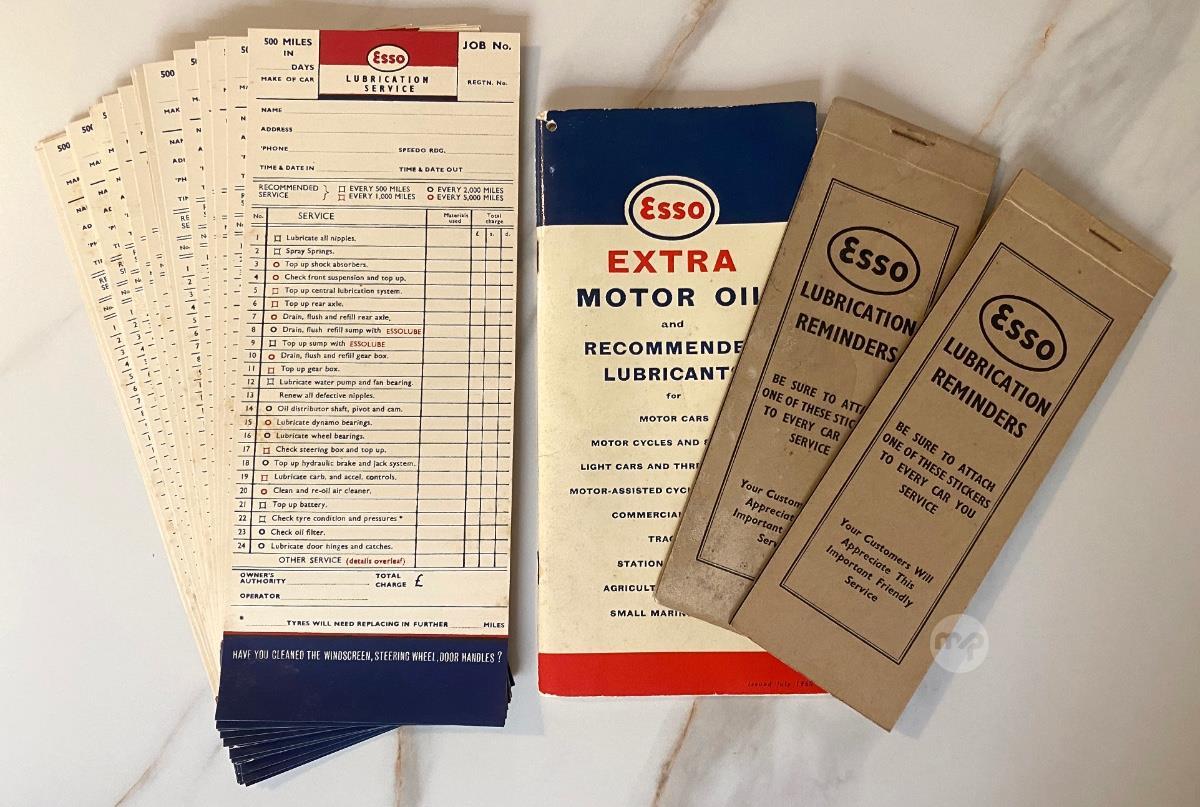 500 MILES
IN
DAYS
MAKE OF CAR
Esso
LUBRICATION
SERVICE
JOB No.
REGTN. No.
NAME
ADDRESS
'PHONE SPEEDO RDG.
TIME & DATE IN TIME & DATE OUT
RECOMMENDED SERVICE } EVERY 500 MILES EVERY 2,000 MILES
EVERY 1,000 MILES EVERY 5,000 MILES
No. SERVICE Materials used Total charge
£ s. d.
1 Lubricate all nipples.
2 Spray Springs.
3 Top up shock absorbers.
4 Check front suspension and top up.
5 Top up central lubrication system.
6 Top up rear axle.
7 Drain, flush and refill rear axle,
8 Drain, flush refill sump with ESSOLUBE
9 Top up sump with ESSOLUBE
10 Drain, flush and refill gear box.
11 Top up gear box.
12 Lubricate water pump and fan bearing.
13 Renew all defective nipples.
14 Oil distributor shaft, pivot and cam.
15 Lubricate dynamo bearings.
16 Lubricate wheel bearings.
17 Check steering box and top up.
18 Top up hydraulic brake and jack system.
19 Lubricate carb. and accel. controls.
20 Clean and re-oil air cleaner.
21 Top up battery.
22 Check tyre condition and pressures *
23 Check oil filter.
24 Lubricate door hinges and catches.
OTHER SERVICE (details overleaf)
OWNER'S AUTHORITY TOTAL CHARGE £
OPERATOR
* TYRES WILL NEED REPLACING IN FURTHER MILES
HAVE YOU CLEANED THE WINDSCREEN, STEERING WHEEL, DOOR HANDLES ?
Esso
EXTRA
MOTOR OIL
and
RECOMMENDE
LUBRICANTS
for
MOTOR CARS
MOTOR CYCLES AND
LIGHT CARS AND THR
MOTOR-ASSISTED CYC
COMMERCIA
TRAC
STATION
AGRICULT
SMALL MARIN
Issued July
Esso
LUBRICATION
REMINDERS
BE SURE TO ATTA
ONE OF THESE STIC
TO EVERY CAR
SERVICE
Your Custom
Appreciat
Important
Serv
Esso
LUBRICATION
REMINDERS
BE SURE TO ATTACH
ONE OF THESE STICKERS
TO EVERY CAR YOU
SERVICE
Your Customers Will
Appreciate This
Important Friendly
Service